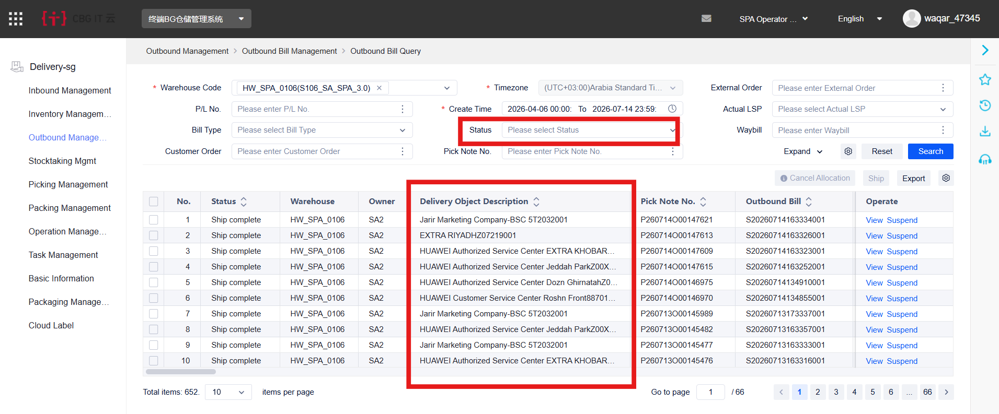 CBG IT 云
终端BG仓储管理系统
SPA Operator ...
English
waqar_47345
Outbound Management > Outbound Bill Management > Outbound Bill Query
Delivery-sg
Inbound Management
Inventory Managem...
Outbound Manage...
Stocktaking Mgmt
Picking Management
Packing Management
Operation Manage...
Task Management
Basic Information
Packaging Manage...
Cloud Label
* Warehouse Code HW_SPA_0106(S106_SA_SPA_3.0) × * Timezone (UTC+03:00)Arabia Standard Ti... External Order Please enter External Order
P/L No. Please enter P/L No. * Create Time 2026-04-06 00:00: To 2026-07-14 23:59: Actual LSP Please select Actual LSP
Bill Type Please select Bill Type Status Please select Status Waybill Please enter Waybill
Customer Order Please enter Customer Order Pick Note No. Please enter Pick Note No. Expand Reset Search
Cancel Allocation Ship Export
No. Status Warehouse Owner Delivery Object Description Pick Note No. Outbound Bill Operate
1 Ship complete HW_SPA_0106 SA2 Jarir Marketing Company-BSC 5T2032001 P260714O00147621 S20260714163334001 View Suspend
2 Ship complete HW_SPA_0106 SA2 EXTRA RIYADHZ07219001 P260714O00147613 S20260714163326001 View Suspend
3 Ship complete HW_SPA_0106 SA2 HUAWEI Authorized Service Center EXTRA KHOBAR... P260714O00147609 S20260714163323001 View Suspend
4 Ship complete HW_SPA_0106 SA2 HUAWEI Authorized Service Center Jeddah ParkZ00X... P260714O00147615 S20260714163252001 View Suspend
5 Ship complete HW_SPA_0106 SA2 HUAWEI Authorized Service Center Dozn GhirnatahZ0... P260714O00146975 S20260714134910001 View Suspend
6 Ship complete HW_SPA_0106 SA2 HUAWEI Customer Service Center Roshn Front88701... P260714O00146970 S20260714134855001 View Suspend
7 Ship complete HW_SPA_0106 SA2 Jarir Marketing Company-BSC 5T2032001 P260713O00145989 S20260713173337001 View Suspend
8 Ship complete HW_SPA_0106 SA2 HUAWEI Authorized Service Center Jeddah ParkZ00X... P260713O00145482 S20260713163357001 View Suspend
9 Ship complete HW_SPA_0106 SA2 Jarir Marketing Company-BSC 5T2032001 P260713O00145477 S20260713163333001 View Suspend
10 Ship complete HW_SPA_0106 SA2 HUAWEI Authorized Service Center EXTRA KHOBAR... P260713O00145476 S20260713163316001 View Suspend
Total items: 652. 10 items per page Go to page 1 / 66 < 1 2 3 4 5 6 ... 66 >